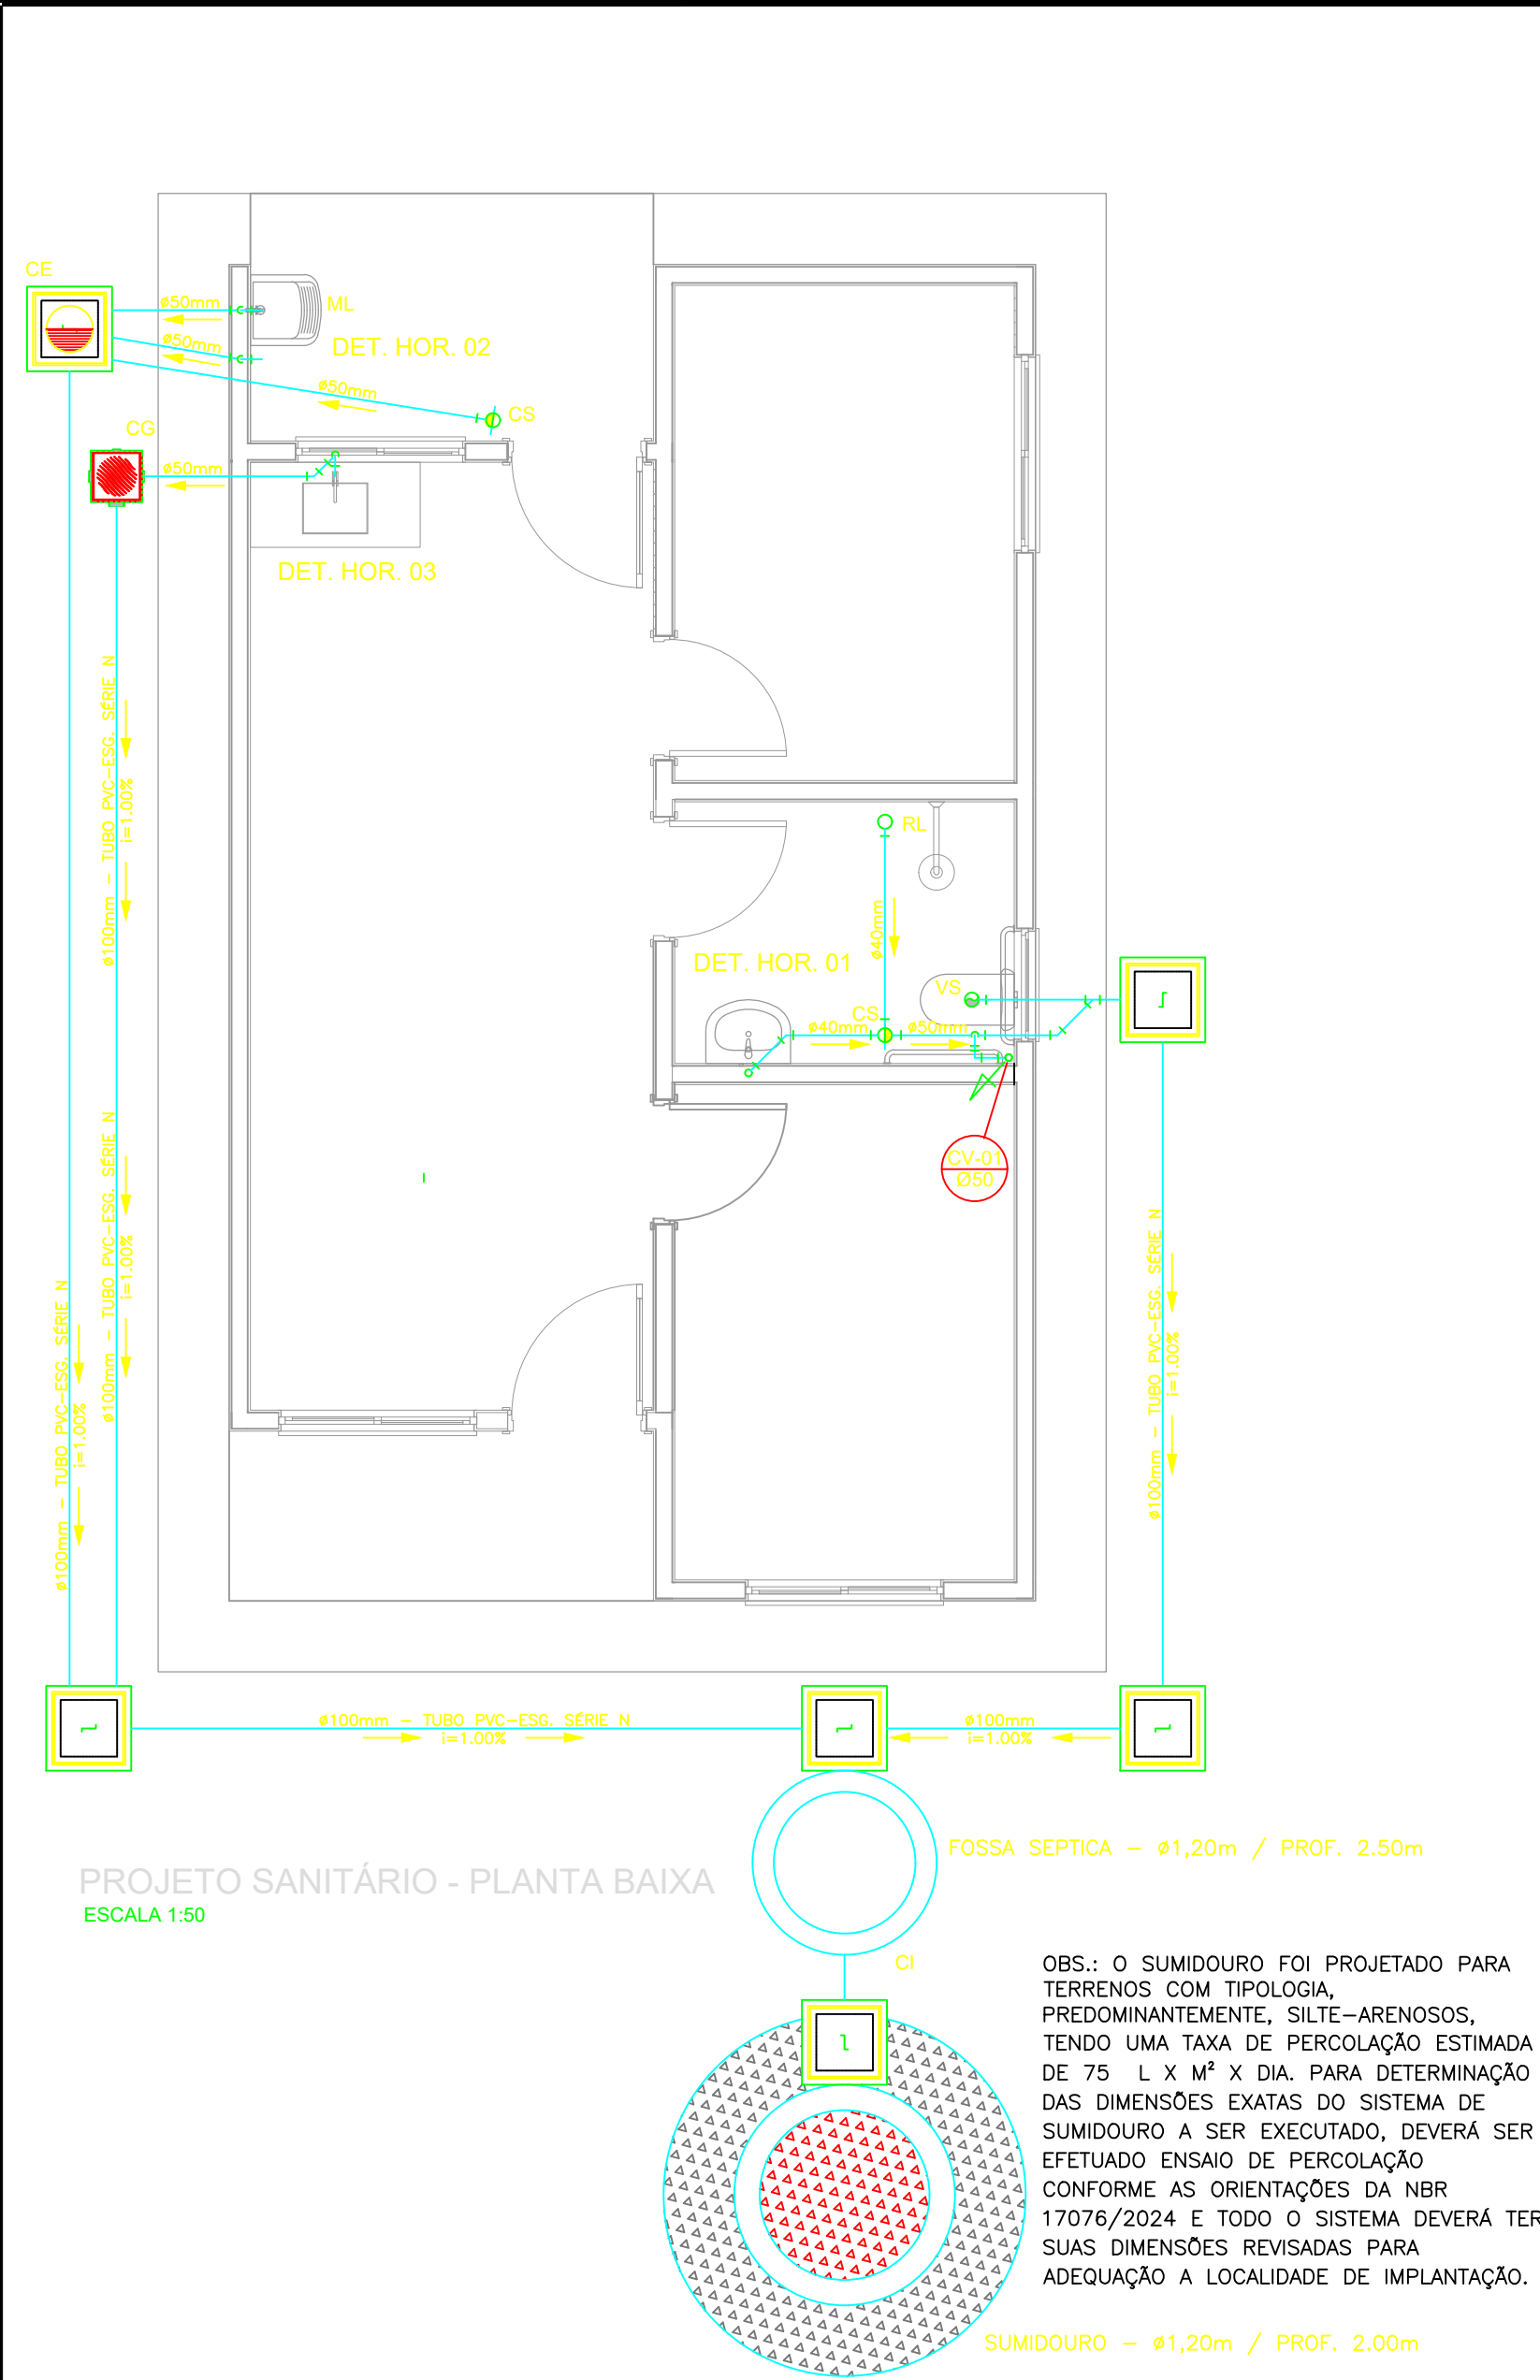 CE
ø50mm
ML
DET. HOR. 02
ø50mm
ø50mm
CS
CG
ø50mm
DET. HOR. 03
ø100mm - TUBO PVC-ESG. SÉRIE N
i=1.00%
RL
ø40mm
DET. HOR. 01
VS
CS
ø40mm
ø50mm
CV-01
Ø50
ø100mm - TUBO PVC-ESG. SÉRIE N
i=1.00%
ø100mm - TUBO PVC-ESG. SÉRIE N
i=1.00%
ø100mm - TUBO PVC-ESG. SÉRIE N
i=1.00%
ø100mm - TUBO PVC-ESG. SÉRIE N
i=1.00%
ø100mm
i=1.00%
FOSSA SEPTICA - ø1,20m / PROF. 2.50m
PROJETO SANITÁRIO - PLANTA BAIXA
ESCALA 1:50
CI
OBS.: O SUMIDOURO FOI PROJETADO PARA
TERRENOS COM TIPOLOGIA,
PREDOMINANTEMENTE, SILTE-ARENOSOS,
TENDO UMA TAXA DE PERCOLAÇÃO ESTIMADA
DE 75 L X M² X DIA. PARA DETERMINAÇÃO
DAS DIMENSÕES EXATAS DO SISTEMA DE
SUMIDOURO A SER EXECUTADO, DEVERÁ SER
EFETUADO ENSAIO DE PERCOLAÇÃO
CONFORME AS ORIENTAÇÕES DA NBR
17076/2024 E TODO O SISTEMA DEVERÁ TER
SUAS DIMENSÕES REVISADAS PARA
ADEQUAÇÃO A LOCALIDADE DE IMPLANTAÇÃO.
SUMIDOURO - ø1,20m / PROF. 2.00m